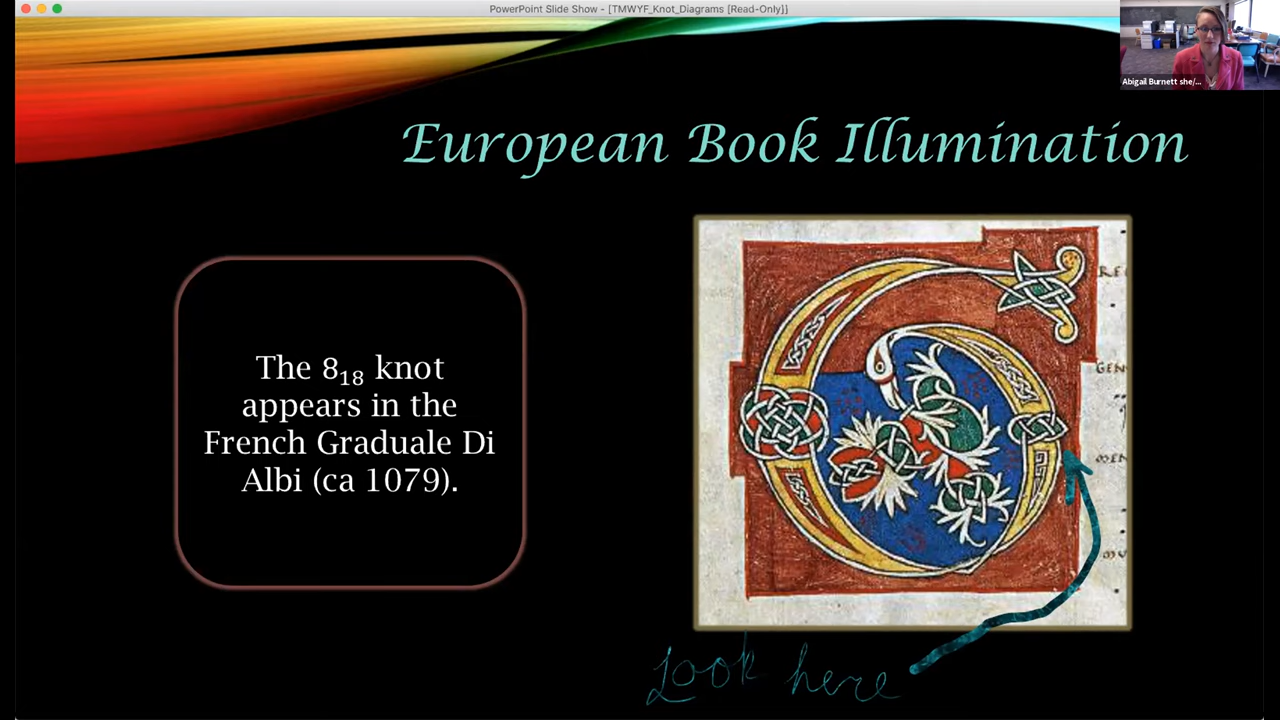 PowerPoint Slide Show - [TMWYF_Knot_Diagrams [Read-Only]]
Abigail Burnett she/...
European Book Illumination
The 8₁₈ knot
appears in the
French Graduale Di
Albi (ca 1079).
GEN
Look here